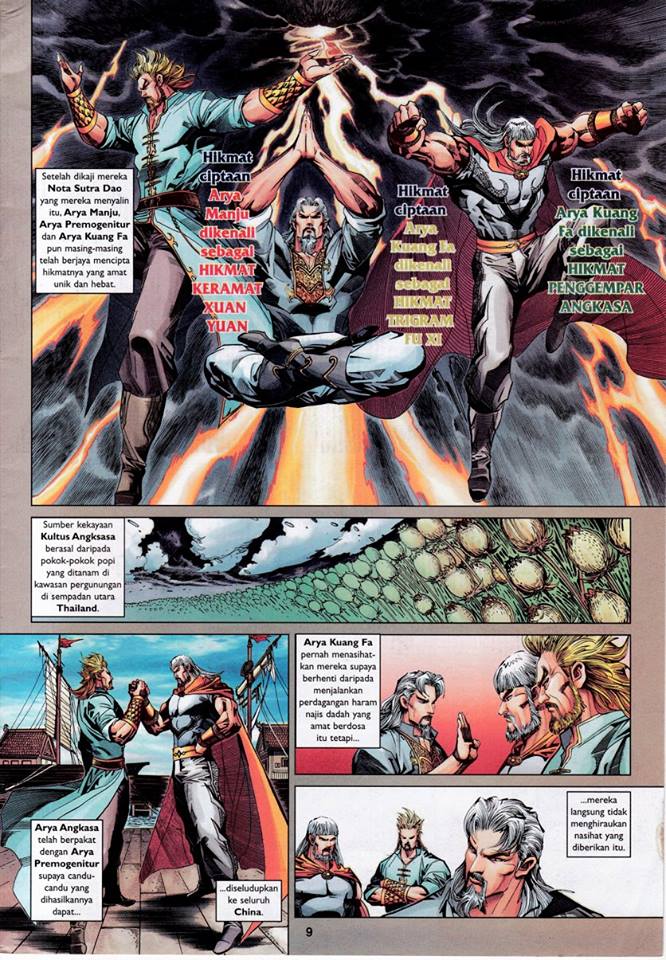 Setelah dikaji mereka
Nota Sutra Dao
yang mereka menyalin
itu, Arya Manju,
Arya Premogenitur
dan Arya Kuang Fa
pun masing-masing
telah berjaya mencipta
hikmatnya yang amat
unik dan hebat.
Hikmat
ciptaan
Arya
Manju
dikenali
sebagai
HIKMAT
KERAMAT
XUAN
YUAN
Hikmat
ciptaan
Arya
Kuang Fa
dikenali
sebagai
HIKMAT
TRIGRAM
FU XI
Hikmat
ciptaan
Arya Kuang
Fa dikenali
sebagai
HIKMAT
PENGGEMPAR
ANGKASA
Sumber kekayaan
Kultus Angksasa
berasal daripada
pokok-pokok popi
yang ditanam di
kawasan pergunungan
di sempadan utara
Thailand.
Arya Angkasa
telah berpakat
dengan Arya
Premogenitur
supaya candu-
candu yang
dihasilkannya
dapat...
...diseludupkan
ke seluruh
China.
Arya Kuang Fa
pernah menasihat-
kan mereka supaya
berhenti daripada
menjalankan
perdagangan haram
najis dadah yang
amat berdosa
itu tetapi...
...mereka
langsung tidak
menghiraukan
nasihat yang
diberikan itu.
9